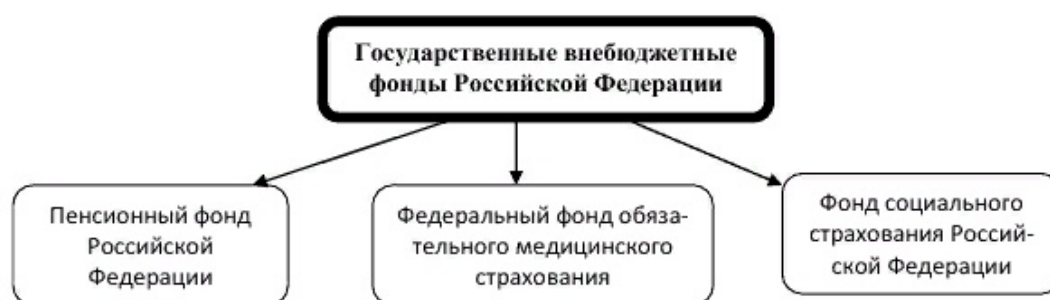 Государственные внебюджетные
фонды Российской Федерации
Пенсионный фонд
Российской
Федерации
Федеральный фонд обяза-
тельного медицинского
страхования
Фонд социального
страхования Россий-
ской Федерации